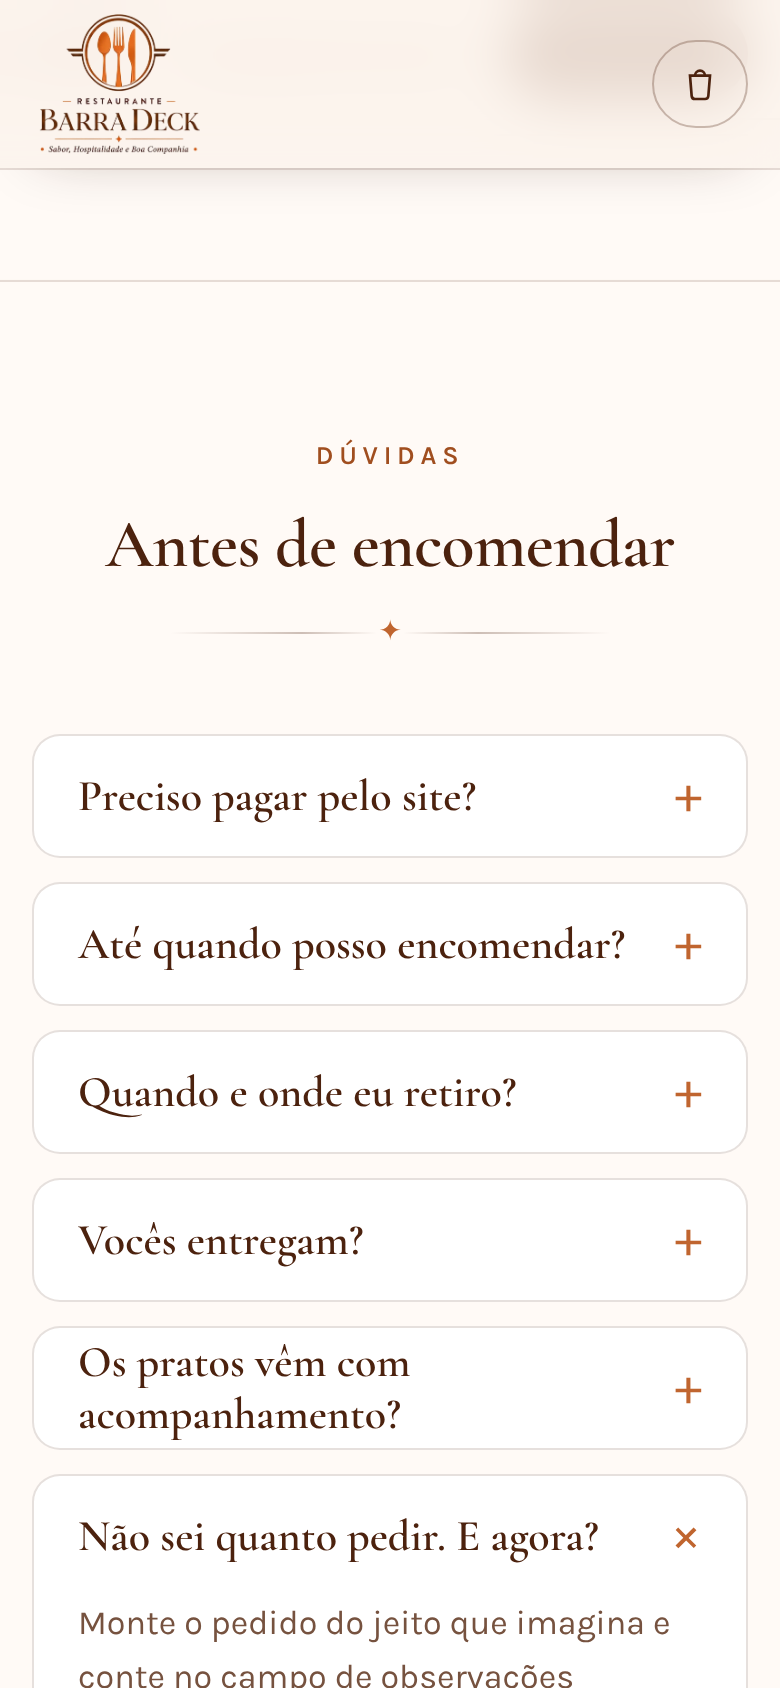 RESTAURANTE
BARRA DECK
Sabor, Hospitalidade e Boa Companhia
DÚVIDAS
Antes de encomendar
Preciso pagar pelo site?
Até quando posso encomendar?
Quando e onde eu retiro?
Vocês entregam?
Os pratos vêm com
acompanhamento?
Não sei quanto pedir. E agora?
Monte o pedido do jeito que imagina e
conte no campo de observações